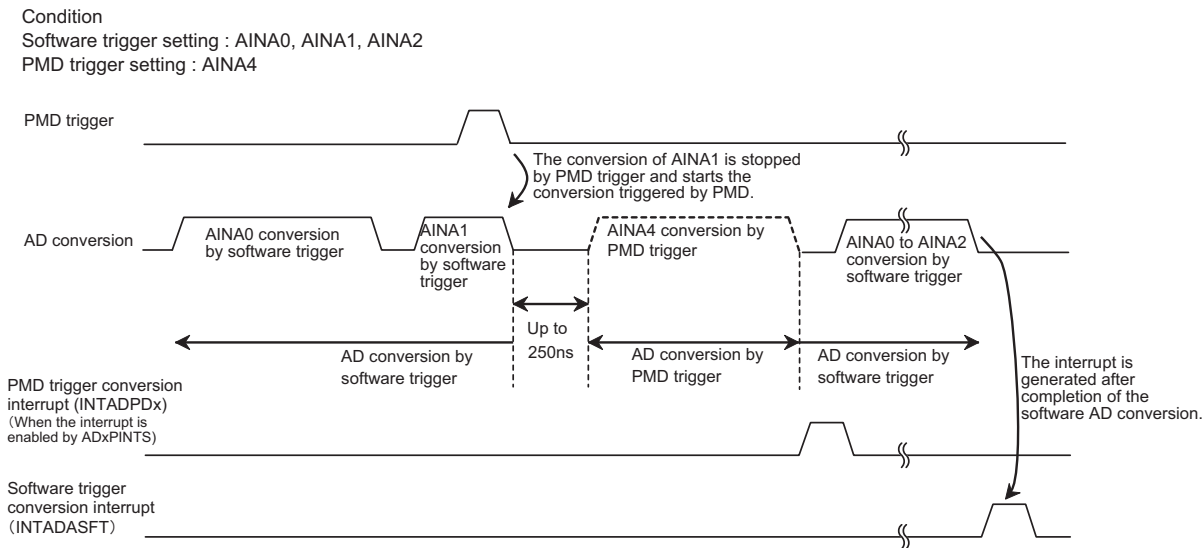 Condition
Software trigger setting : AINA0, AINA1, AINA2
PMD trigger setting : AINA4
PMD trigger
The conversion of AINA1 is stopped
by PMD trigger and starts the
conversion triggered by PMD.
AD conversion
AINA0 conversion
by software trigger
AINA1
conversion
by software
trigger
AINA4 conversion by
PMD trigger
AINA0 to AINA2
conversion by
software trigger
Up to
250ns
AD conversion by
software trigger
AD conversion by
PMD trigger
AD conversion by
software trigger
The interrupt is
generated after
completion of the
software AD conversion.
PMD trigger conversion
interrupt (INTADPDx)
(When the interrupt is
enabled by ADxPINTS)
Software trigger
conversion interrupt
(INTADASFT)